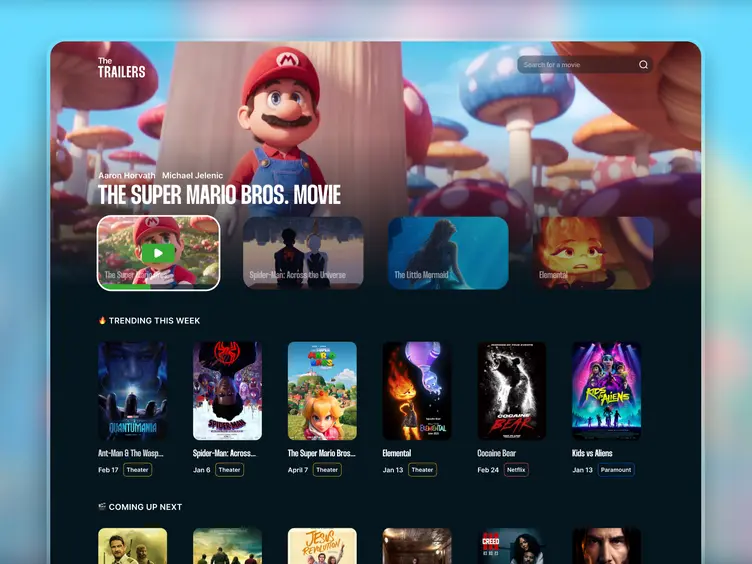 The
TRAILERS
Search for a movie
Aaron Horvath Michael Jelenic
THE SUPER MARIO BROS. MOVIE
The Super Mario
Spider-Man: Across the Universe
The Little Mermaid
Elemental
🔥 TRENDING THIS WEEK
QUANTUMANIA
SPIDER-MAN
SUPER
MARIO
BROS
ELEMENTAL
COCAINE
BEAR
KIDS
vs
ALIENS
Ant-Man & The Wasp...
Spider-Man: Across...
The Super Mario Bros...
Elemental
Cocaine Bear
Kids vs Aliens
Feb 17 Theater
Jan 6 Theater
April 7 Theater
Jan 13 Theater
Feb 24 Netflix
Jan 13 Paramount
🎬 COMING UP NEXT
JESUS
REVOLUTION
CREED
III